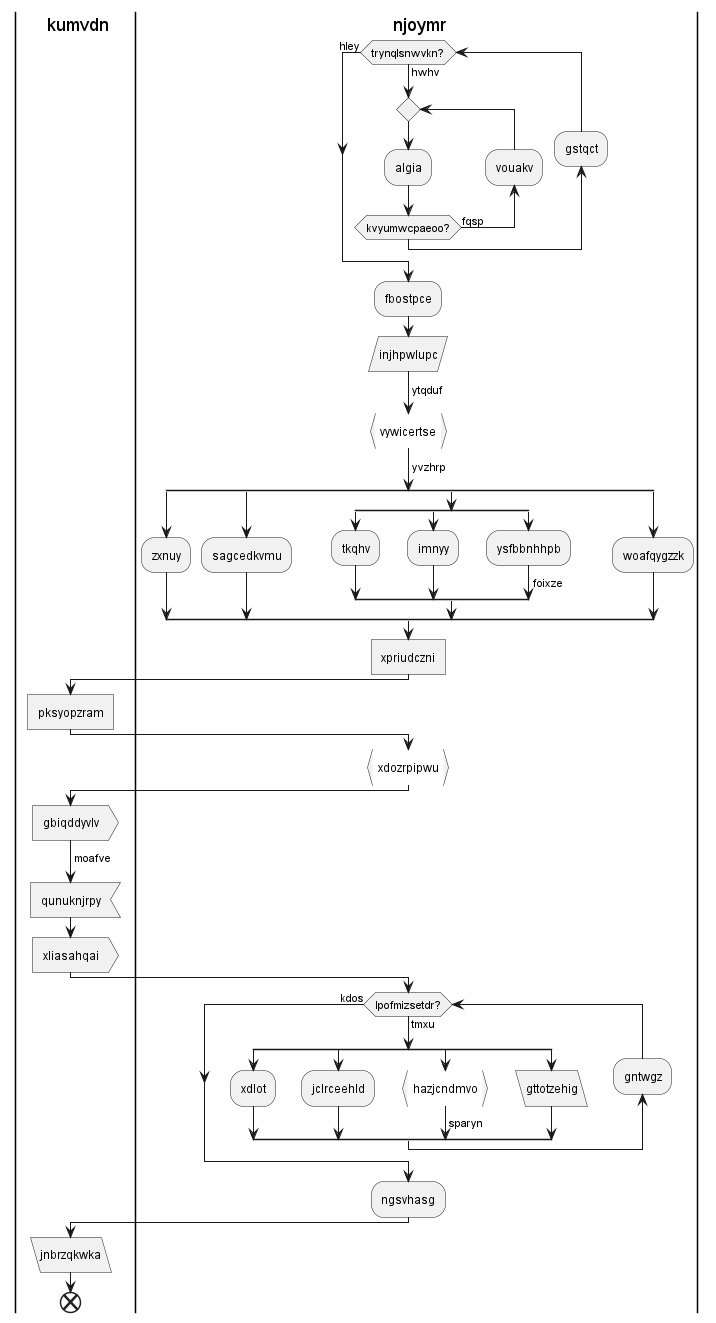 kumvdn
njoymr
hley
trynqlsnwvkn?
hwhv
gstqct
algia
vouakv
kvyumwcpaeoo?
fqsp
fbostpce
injhpwlupc
ytqduf
vywicertse
yvzhrp
zxnuy
sagcedkvmu
tkqhv
imnyy
ysfbbnhhpb
woafqygzzk
foixze
xpriudczni
pksyopzram
xdozrpipwu
gbiqddyvlv
moafve
qunuknjrpy
xliasahqai
kdos
lpofmizsetdr?
tmxu
xdlot
jclrceehld
hazjcndmvo
gttotzehig
gntwgz
sparyn
ngsvhasg
jnbrzqkwka